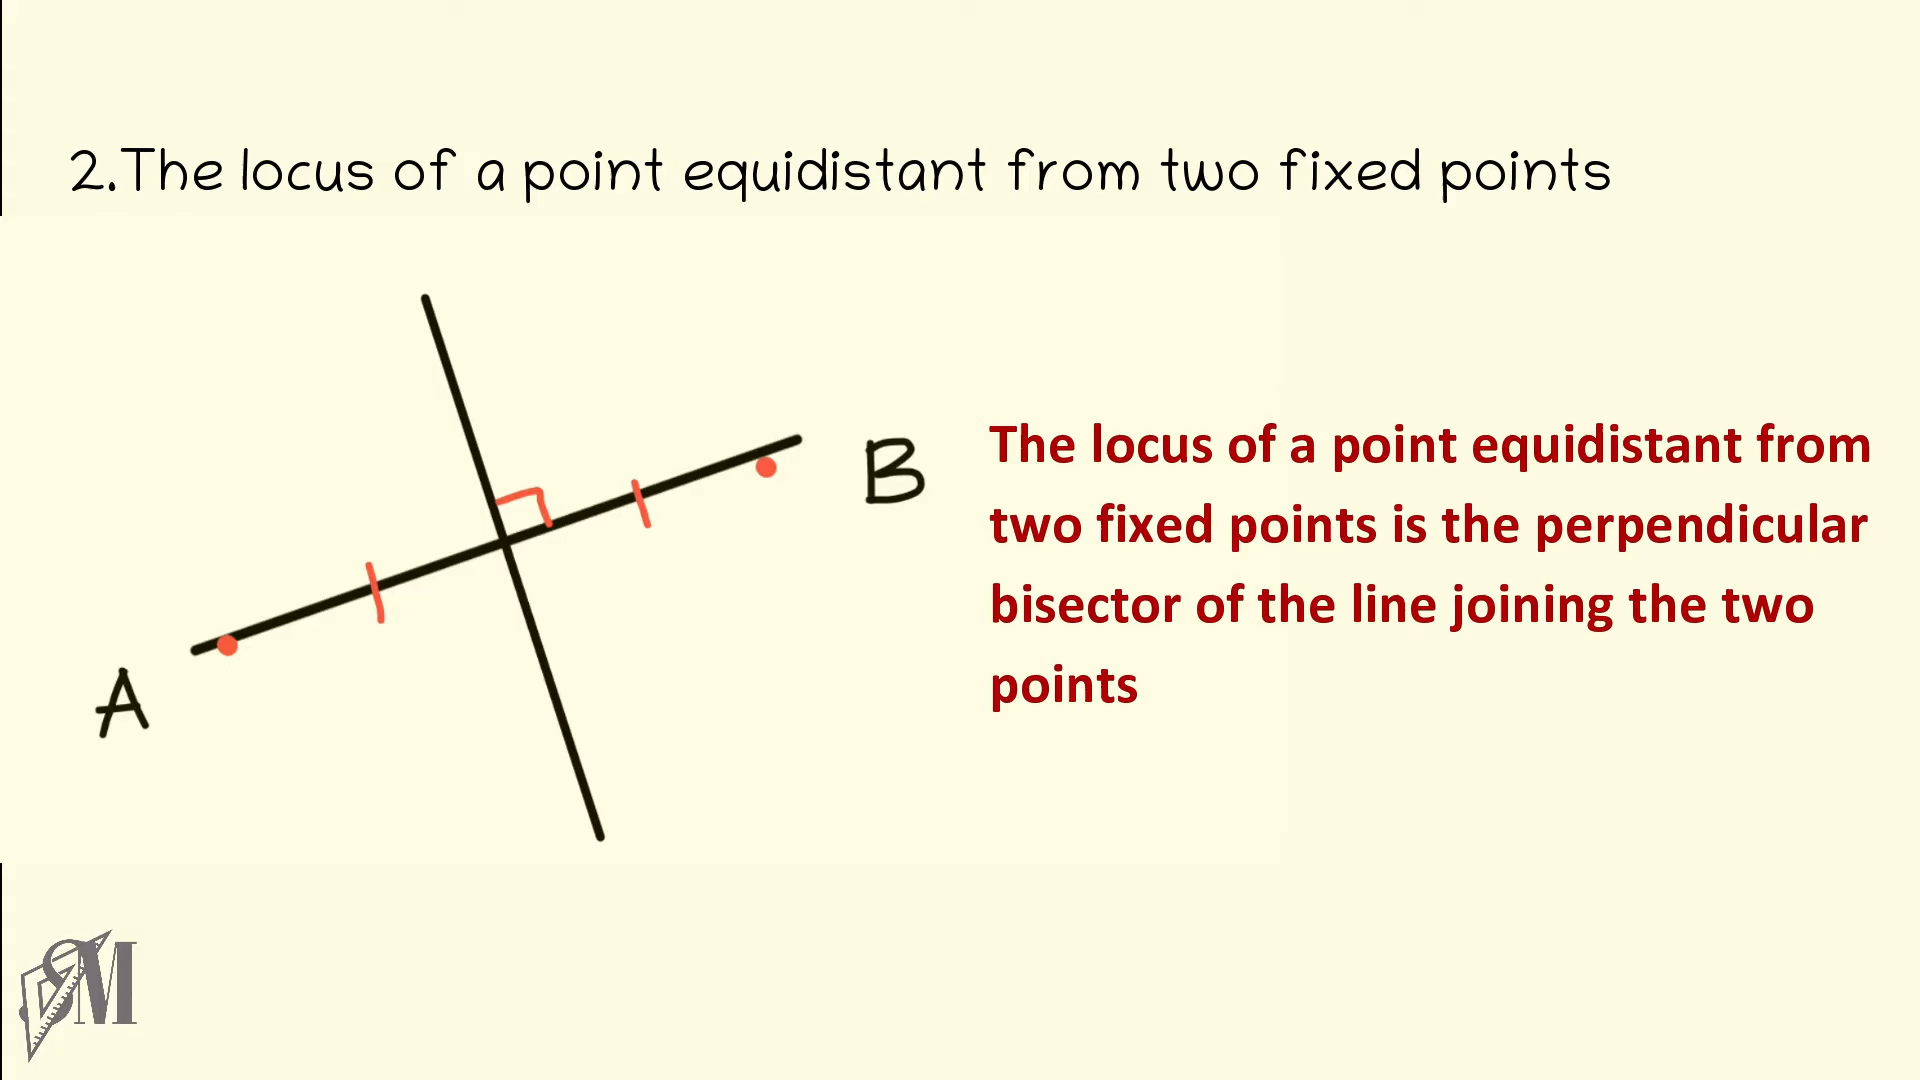 2.The locus of a point equidistant from two fixed points
B
The locus of a point equidistant from
two fixed points is the perpendicular
bisector of the line joining the two
points
A
SM